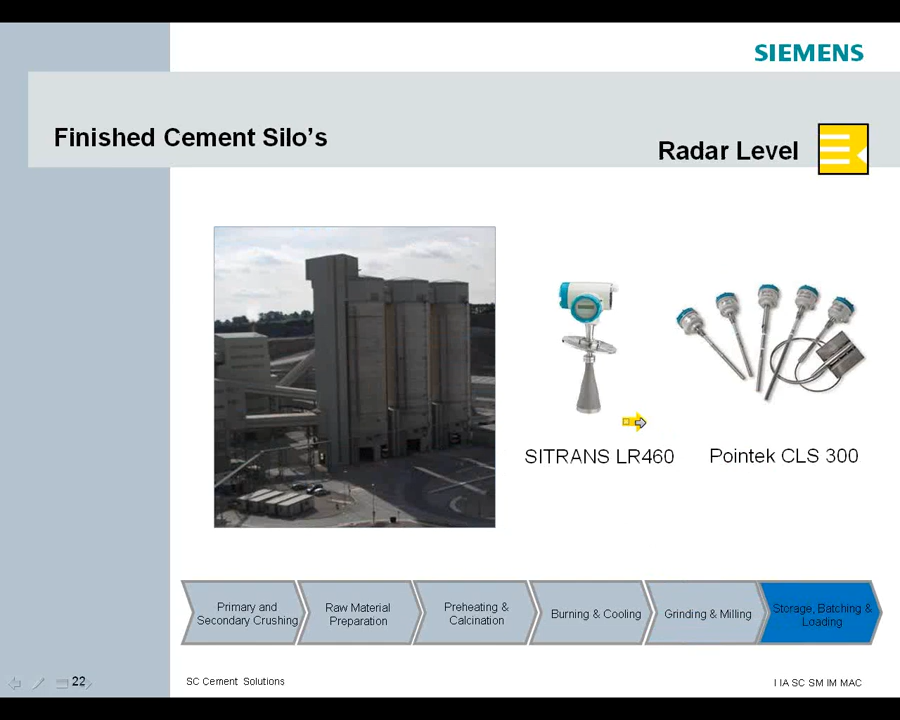 SIEMENS
Finished Cement Silo's
Radar Level
SITRANS LR460
Pointek CLS 300
Primary and
Secondary Crushing
Raw Material
Preparation
Preheating &
Calcination
Burning & Cooling
Grinding & Milling
Storage, Batching &
Loading
22
SC Cement Solutions
I IA SC SM IM MAC